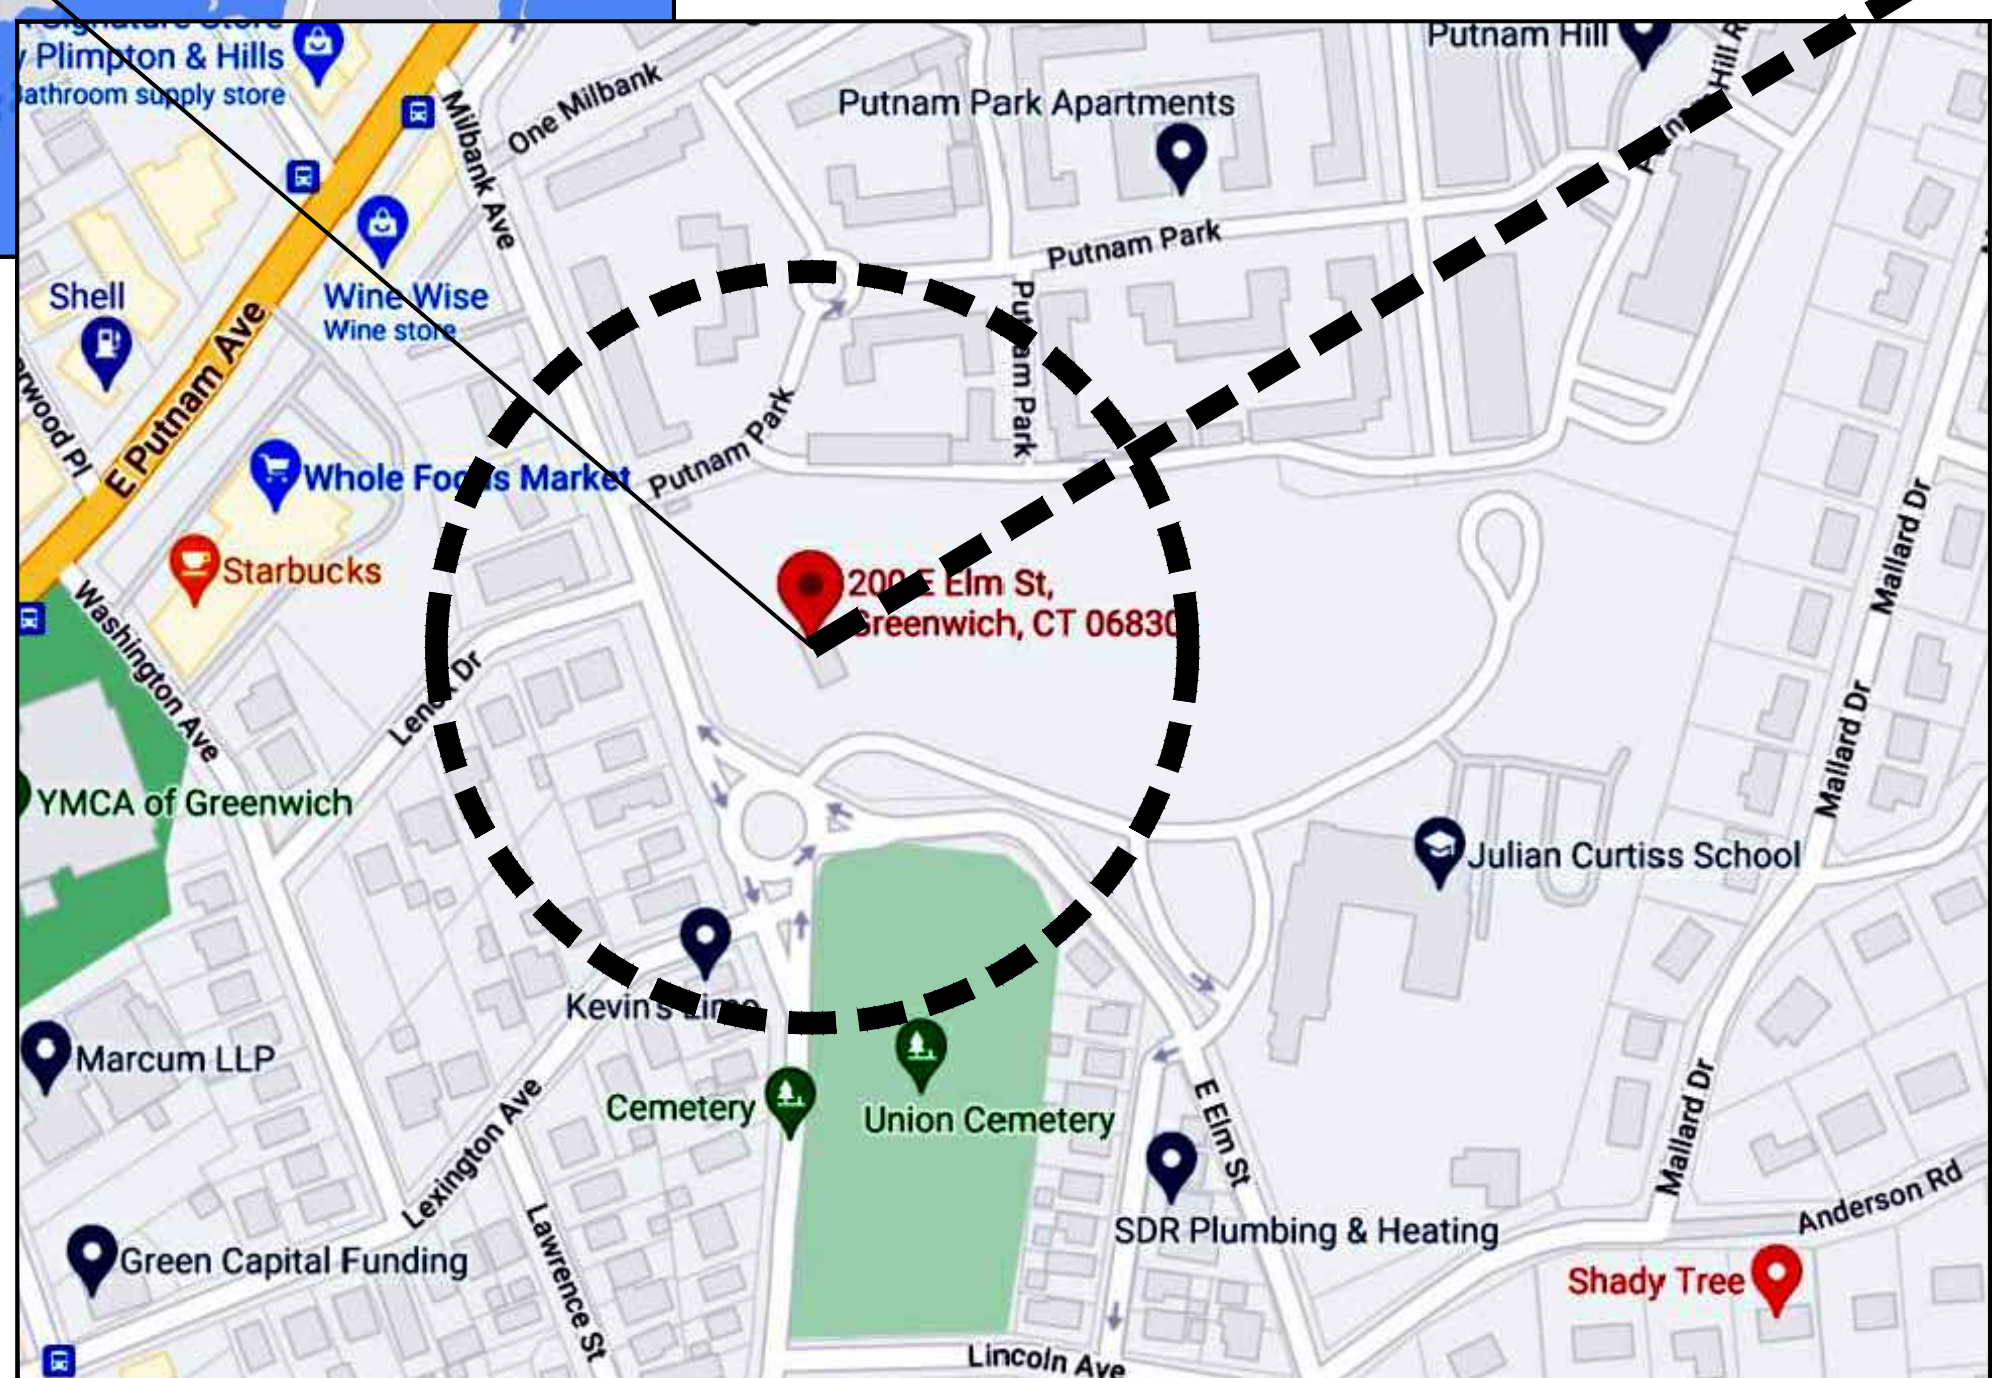 Signature Store
y Plimpton & Hills
Bathroom supply store
Putnam Hill
Putnam Park Apartments
One Milbank
Milbank Ave
Putnam Park
Shell
Wine Wise
Wine store
E Putnam Ave
Putnam Park
Putnam Park
Whole Foods Market
Starbucks
200 E Elm St,
Greenwich, CT 06830
Mallard Dr
Washington Ave
Lenox Dr
Mallard Dr
YMCA of Greenwich
Julian Curtiss School
Kevin's Limo
Marcum LLP
Cemetery
Union Cemetery
E Elm St
Mallard Dr
Lexington Ave
Anderson Rd
SDR Plumbing & Heating
Green Capital Funding
Lawrence St
Shady Tree
Lincoln Ave